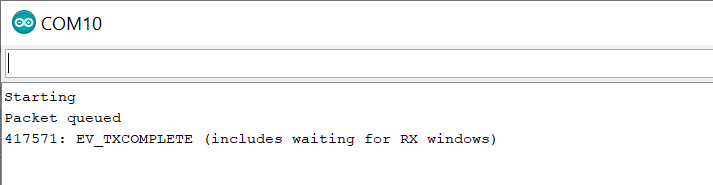 COM10
Starting
Packet queued
417571: EV_TXCOMPLETE (includes waiting for RX windows)